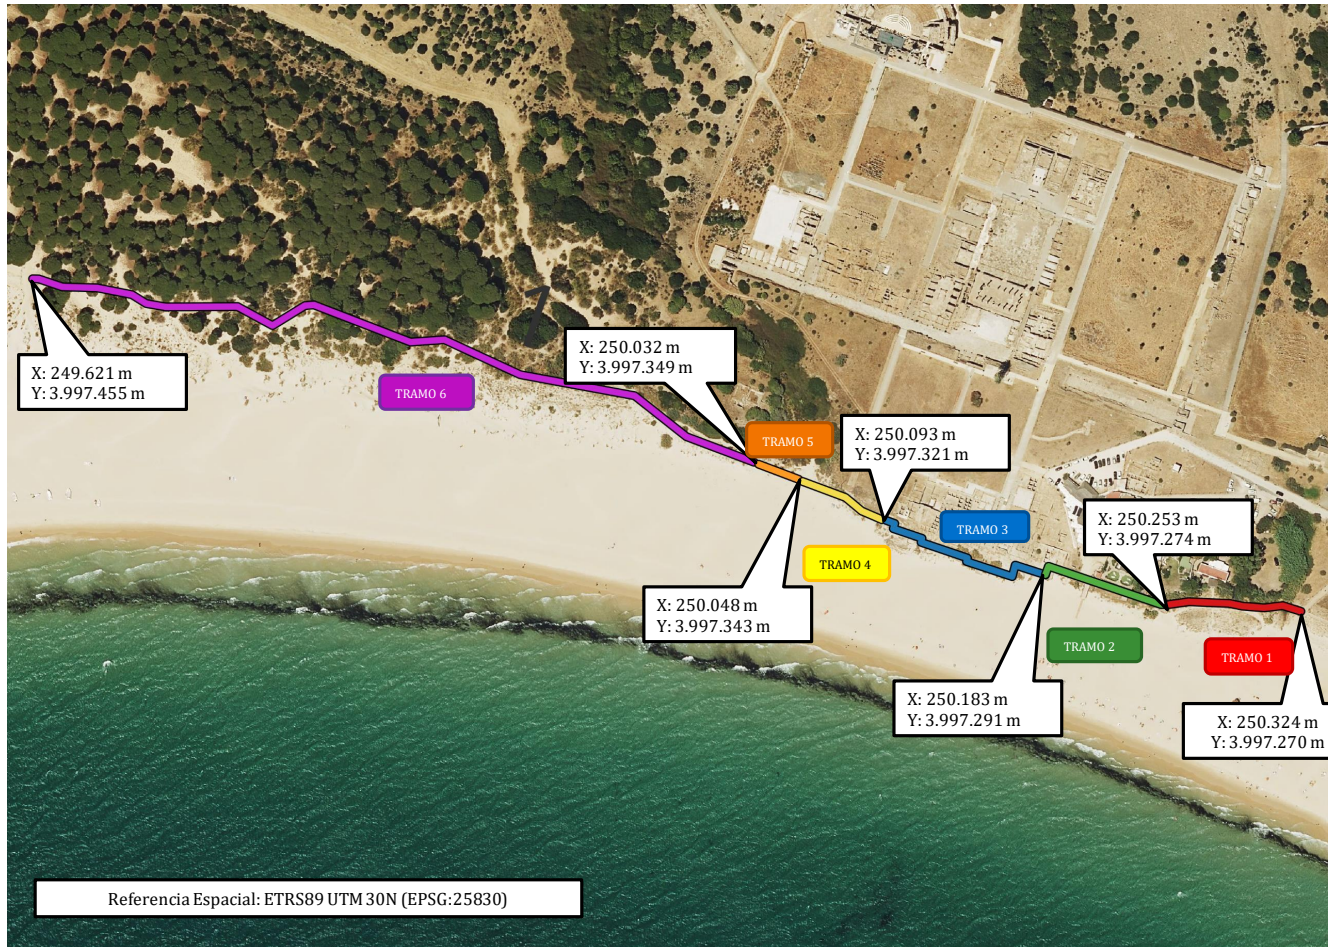 X: 249.621 m
Y: 3.997.455 m
TRAMO 6
X: 250.032 m
Y: 3.997.349 m
TRAMO 5
X: 250.093 m
Y: 3.997.321 m
TRAMO 3
X: 250.253 m
Y: 3.997.274 m
TRAMO 4
X: 250.048 m
Y: 3.997.343 m
TRAMO 2
TRAMO 1
X: 250.183 m
Y: 3.997.291 m
X: 250.324 m
Y: 3.997.270 m
Referencia Espacial: ETRS89 UTM 30N (EPSG:25830)